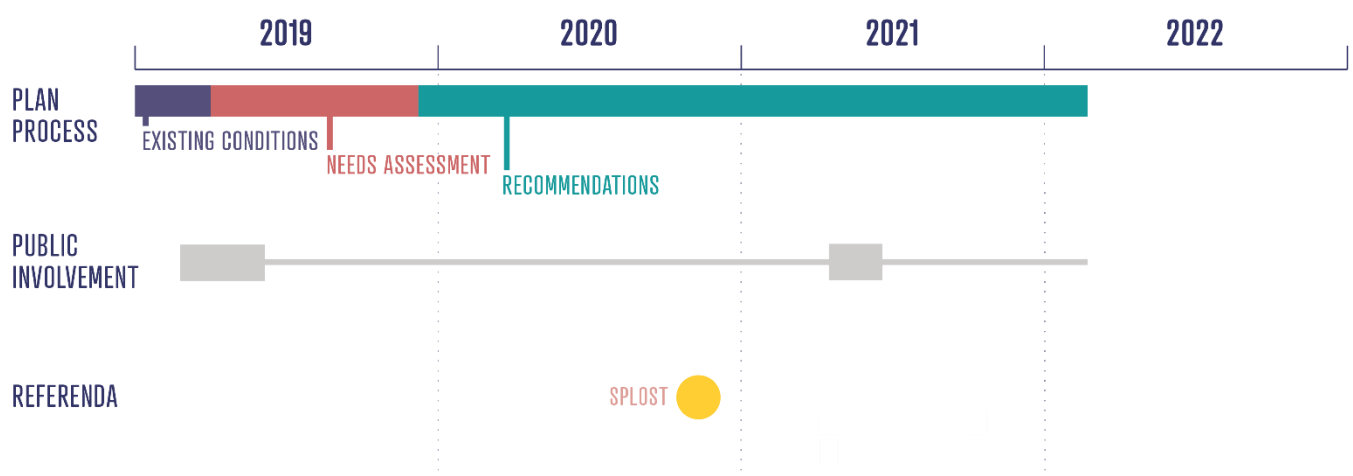 2019
2020
2021
2022
PLAN
PROCESS
EXISTING CONDITIONS
NEEDS ASSESSMENT
RECOMMENDATIONS
PUBLIC
INVOLVEMENT
REFERENDA
SPLOST